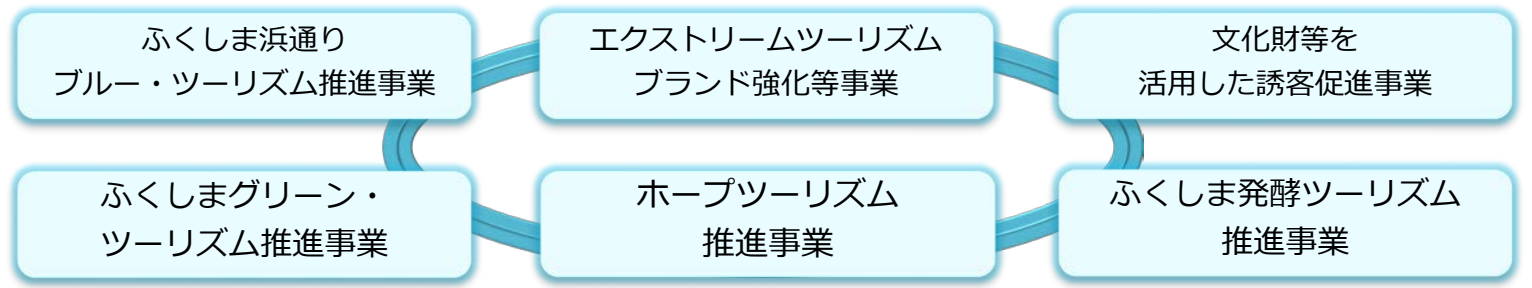 ふくしま浜通り
ブルー・ツーリズム推進事業
エクストリームツーリズム
ブランド強化等事業
文化財等を
活用した誘客促進事業
ふくしまグリーン・
ツーリズム推進事業
ホープツーリズム
推進事業
ふくしま発酵ツーリズム
推進事業